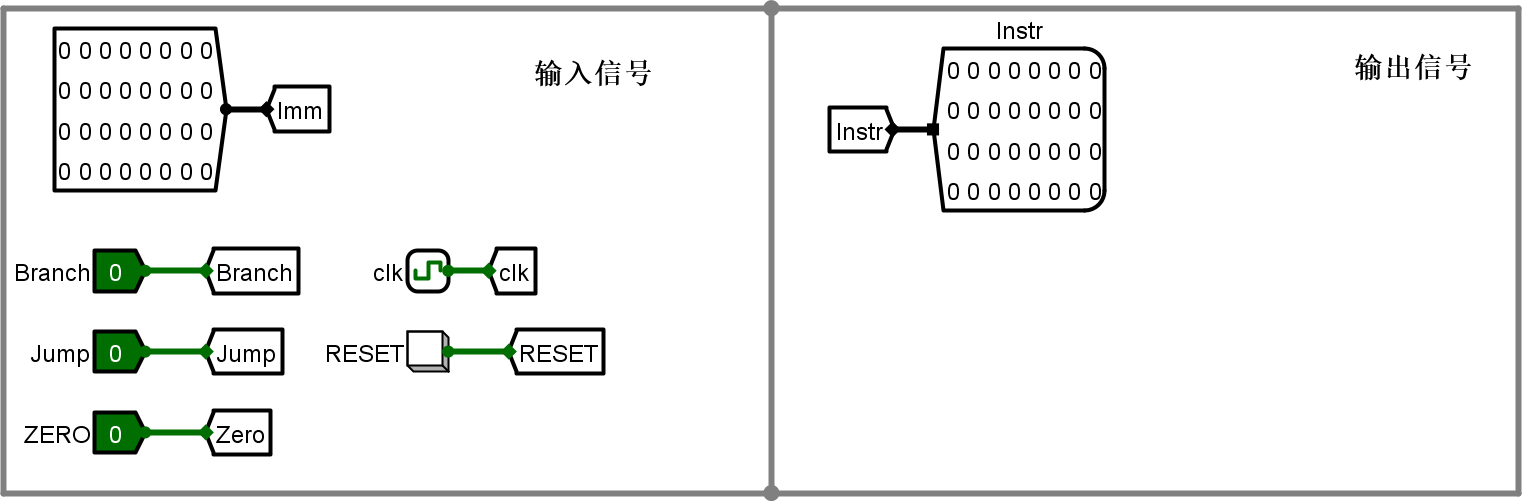 0 0 0 0 0 0 0 0
0 0 0 0 0 0 0 0
0 0 0 0 0 0 0 0
0 0 0 0 0 0 0 0
Imm
输入信号
Branch 0 Branch
clk clk
Jump 0 Jump
RESET RESET
ZERO 0 Zero
Instr
输出信号
Instr
0 0 0 0 0 0 0 0
0 0 0 0 0 0 0 0
0 0 0 0 0 0 0 0
0 0 0 0 0 0 0 0